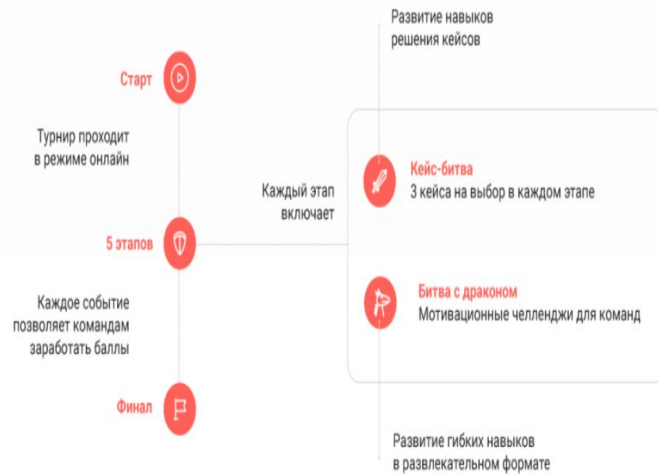 Развитие навыков
решения кейсов
Старт
Турнир проходит
в режиме онлайн
Каждый этап
включает
Кейс-битва
3 кейса на выбор в каждом этапе
5 этапов
Битва с драконом
Мотивационные челленджи для команд
Каждое событие
позволяет командам
заработать баллы
Финал
Развитие гибких навыков
в развлекательном формате